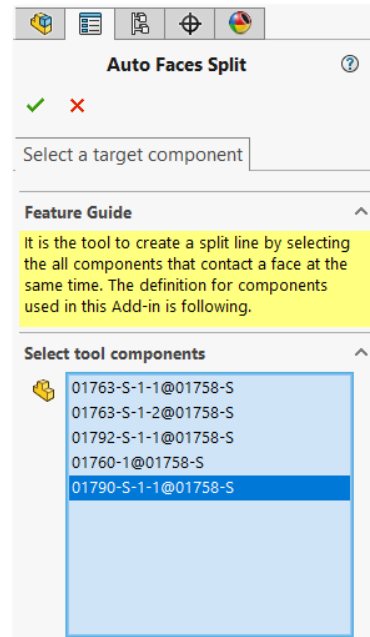 Auto Faces Split
Select a target component
Feature Guide
It is the tool to create a split line by selecting
the all components that contact a face at the
same time. The definition for components
used in this Add-in is following.
Select tool components
01763-S-1-1@01758-S
01763-S-1-2@01758-S
01792-S-1-1@01758-S
01760-1@01758-S
01790-S-1-1@01758-S